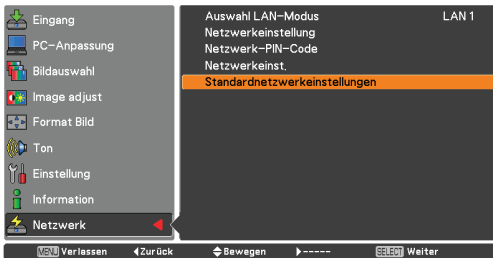 Eingang
PC-Anpassung
Bildauswahl
Image adjust
Format Bild
Ton
Einstellung
Information
Netzwerk
Auswahl LAN-Modus LAN 1
Netzwerkeinstellung
Netzwerk-PIN-Code
Netzwerkeinst.
Standardnetzwerkeinstellungen
MENU Verlassen Zurück Bewegen ----- SELECT Weiter